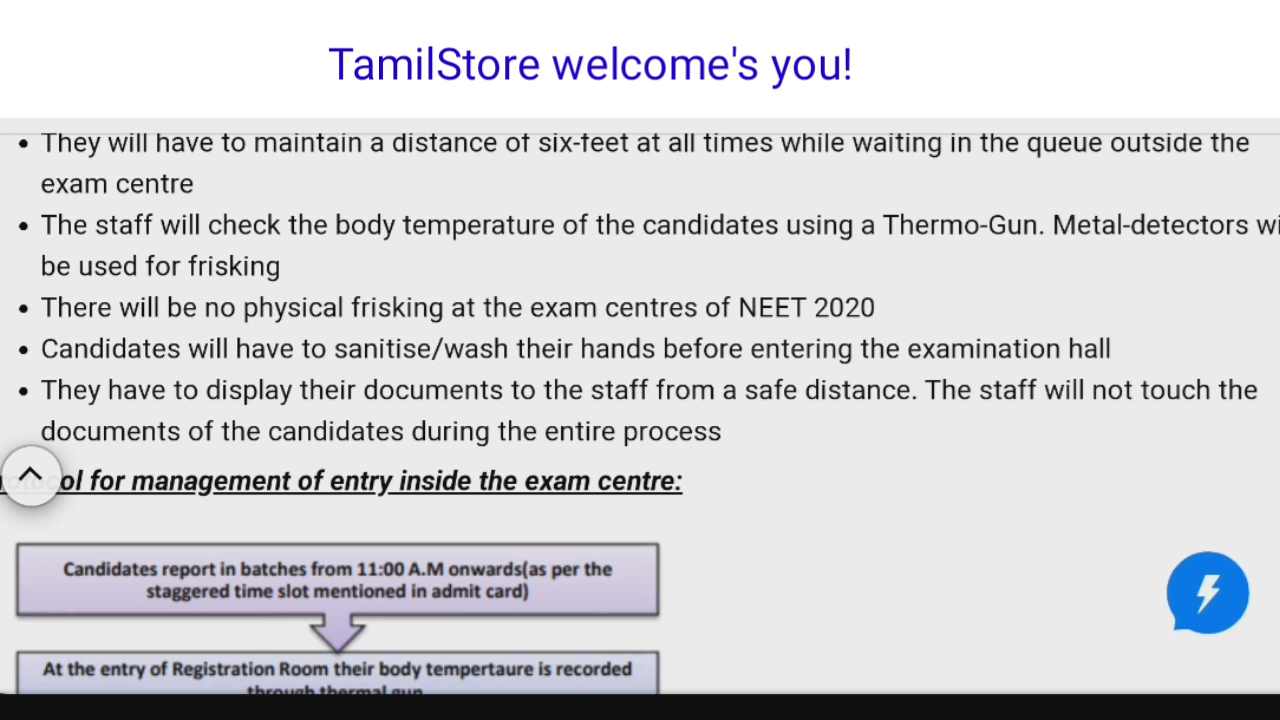 TamilStore welcome's you!
They will have to maintain a distance of six-feet at all times while waiting in the queue outside the
exam centre
The staff will check the body temperature of the candidates using a Thermo-Gun. Metal-detectors wi
be used for frisking
There will be no physical frisking at the exam centres of NEET 2020
Candidates will have to sanitise/wash their hands before entering the examination hall
They have to display their documents to the staff from a safe distance. The staff will not touch the
documents of the candidates during the entire process
ol for management of entry inside the exam centre:
Candidates report in batches from 11:00 A.M onwards(as per the
staggered time slot mentioned in admit card)
At the entry of Registration Room their body tempertaure is recorded
through thermal gun